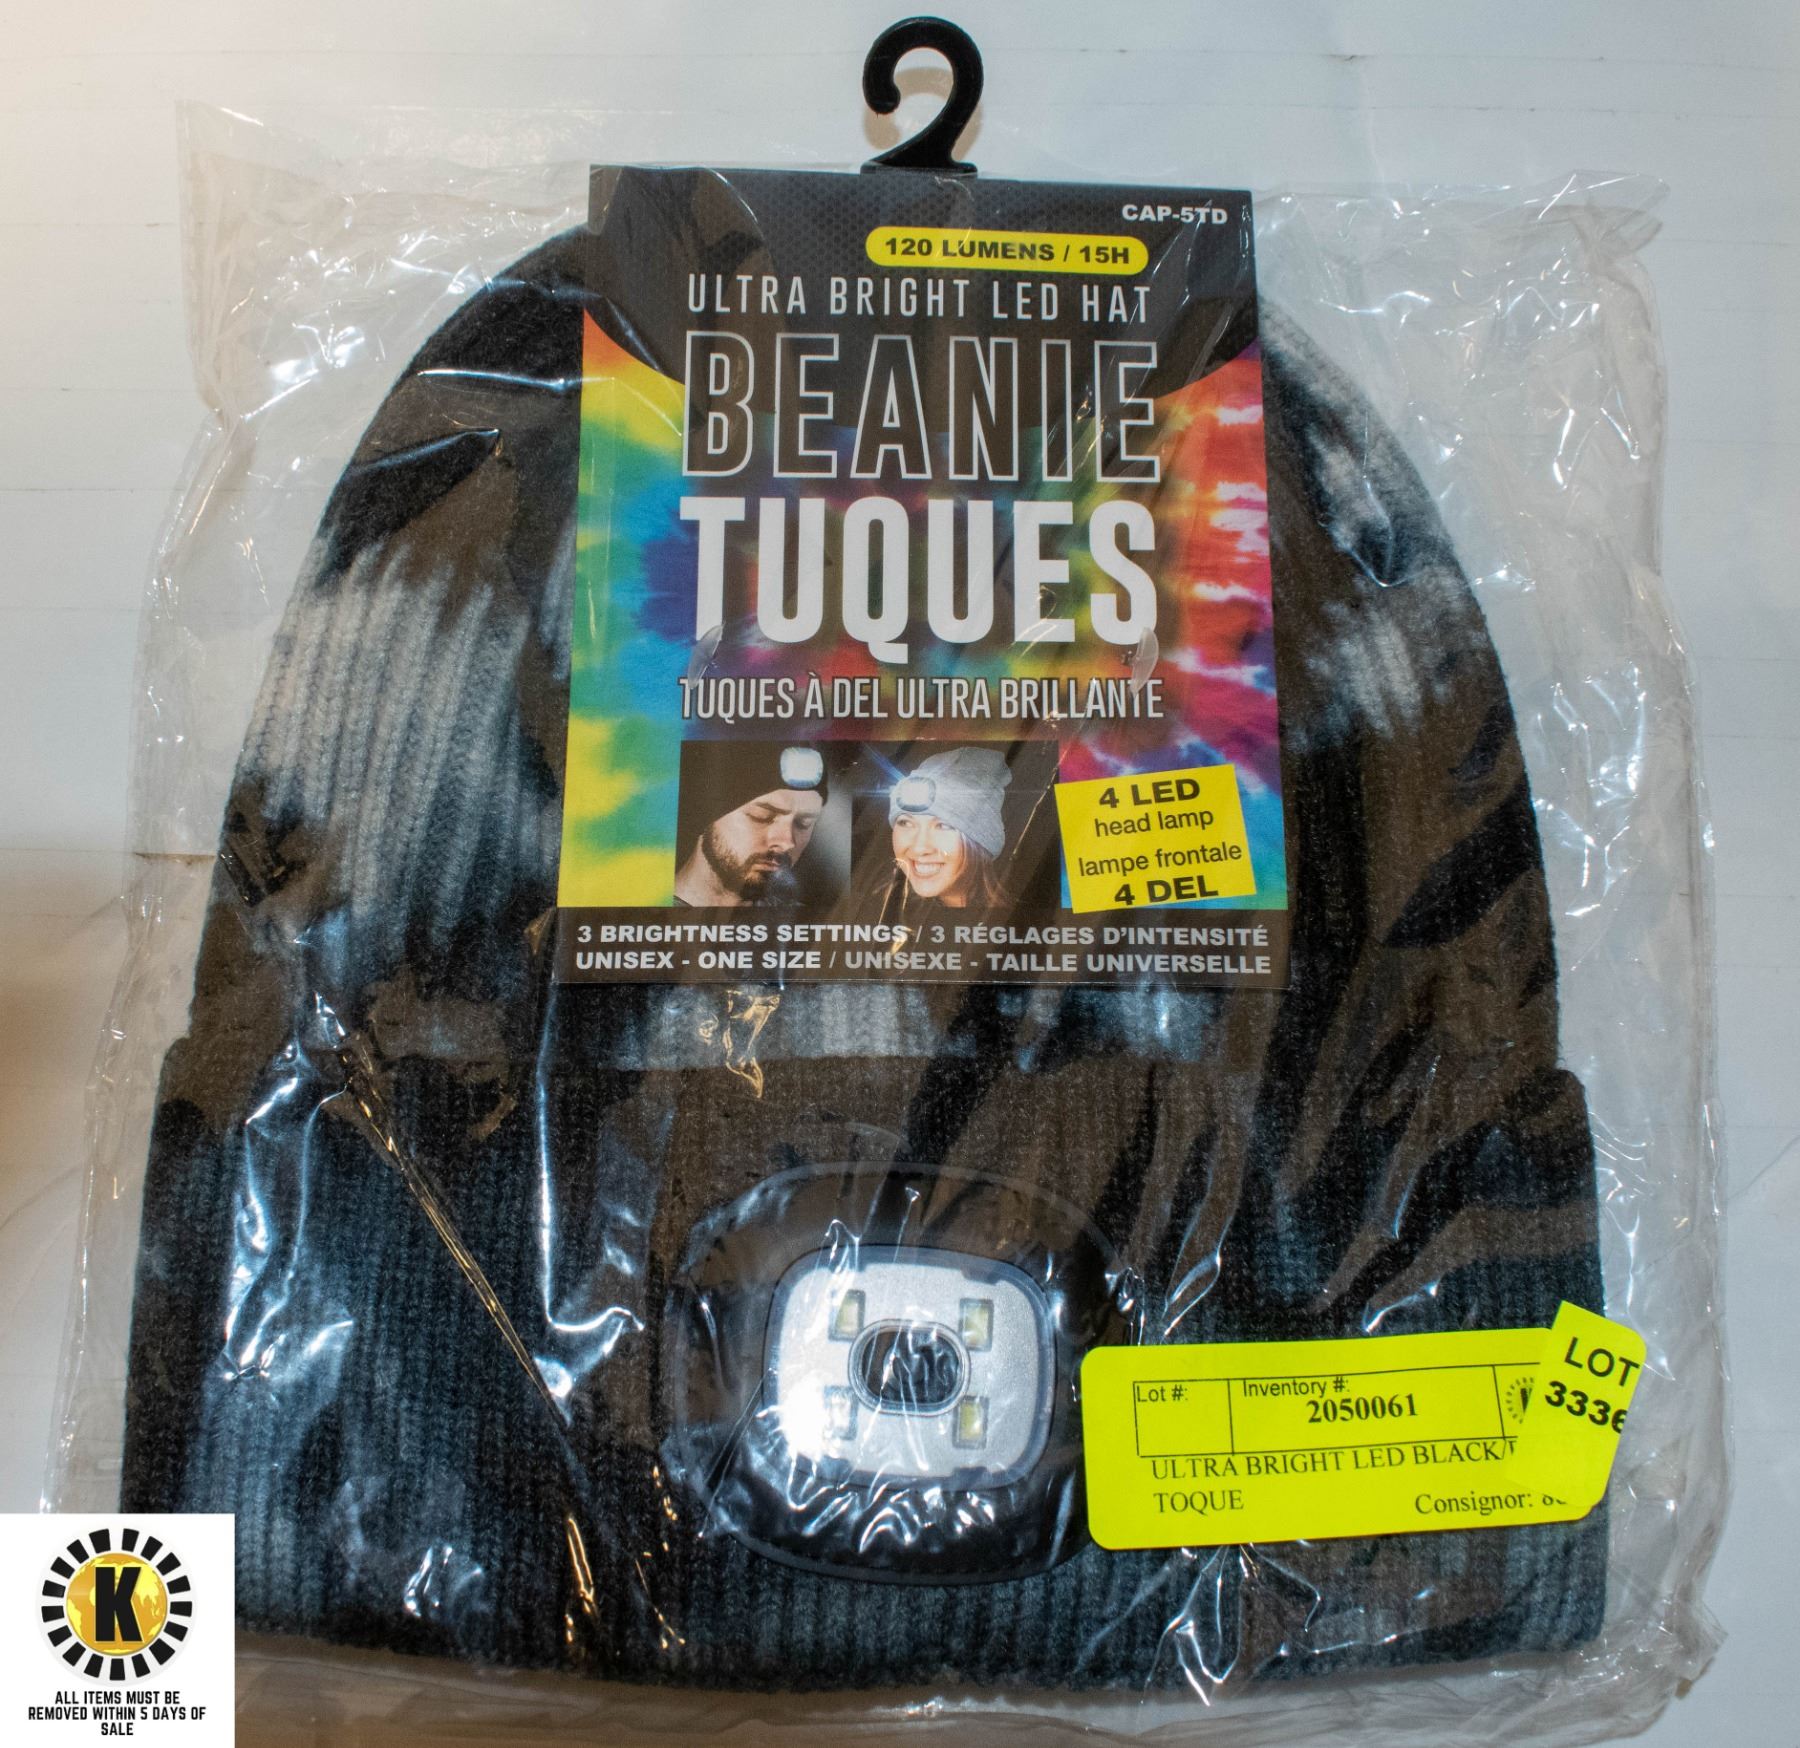 CAP-5TD
120 LUMENS / 15H
ULTRA BRIGHT LED HAT
BEANIE
TUQUES
TUQUES À DEL ULTRA BRILLANTE
4 LED
head lamp
lampe frontale
4 DEL
3 BRIGHTNESS SETTINGS / 3 RÉGLAGES D'INTENSITÉ
UNISEX - ONE SIZE / UNISEXE - TAILLE UNIVERSELLE
LOT
3336
Lot #:
Inventory #:
2050061
ULTRA BRIGHT LED BLACK/
TOQUE
Consignor:
K
ALL ITEMS MUST BE
REMOVED WITHIN 5 DAYS OF
SALE